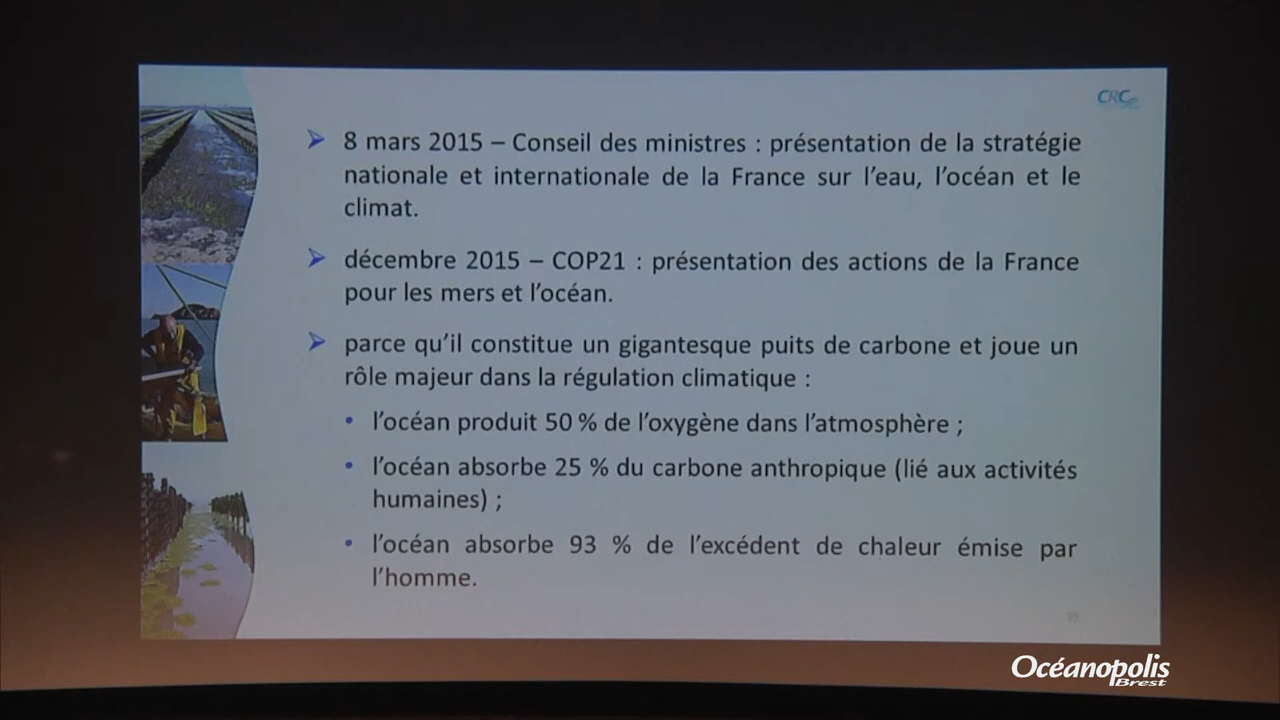 CRC
➢ 8 mars 2015 – Conseil des ministres : présentation de la stratégie
nationale et internationale de la France sur l’eau, l’océan et le
climat.
➢ décembre 2015 – COP21 : présentation des actions de la France
pour les mers et l’océan.
➢ parce qu’il constitue un gigantesque puits de carbone et joue un
rôle majeur dans la régulation climatique :
• l’océan produit 50 % de l’oxygène dans l’atmosphère ;
• l’océan absorbe 25 % du carbone anthropique (lié aux activités
humaines) ;
• l’océan absorbe 93 % de l’excédent de chaleur émise par
l’homme.
Océanopolis
Brest